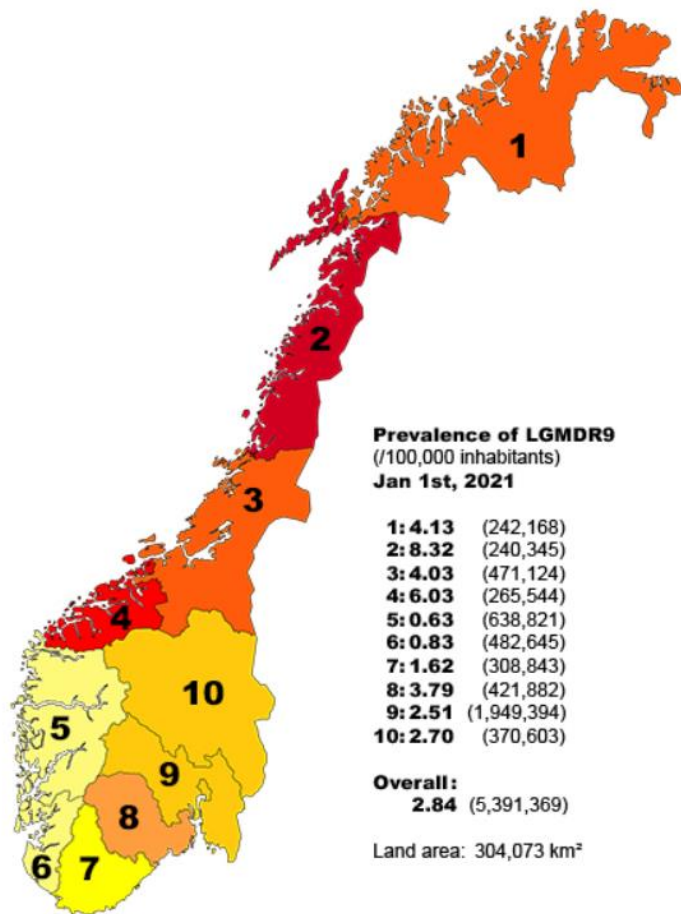 1
2
3
4
5
6
7
8
9
10
Prevalence of LGMDR9
(/100,000 inhabitants)
Jan 1st, 2021
1: 4.13 (242,168)
2: 8.32 (240,345)
3: 4.03 (471,124)
4: 6.03 (265,544)
5: 0.63 (638,821)
6: 0.83 (482,645)
7: 1.62 (308,843)
8: 3.79 (421,882)
9: 2.51 (1,949,394)
10: 2.70 (370,603)
Overall:
2.84 (5,391,369)
Land area: 304,073 km²